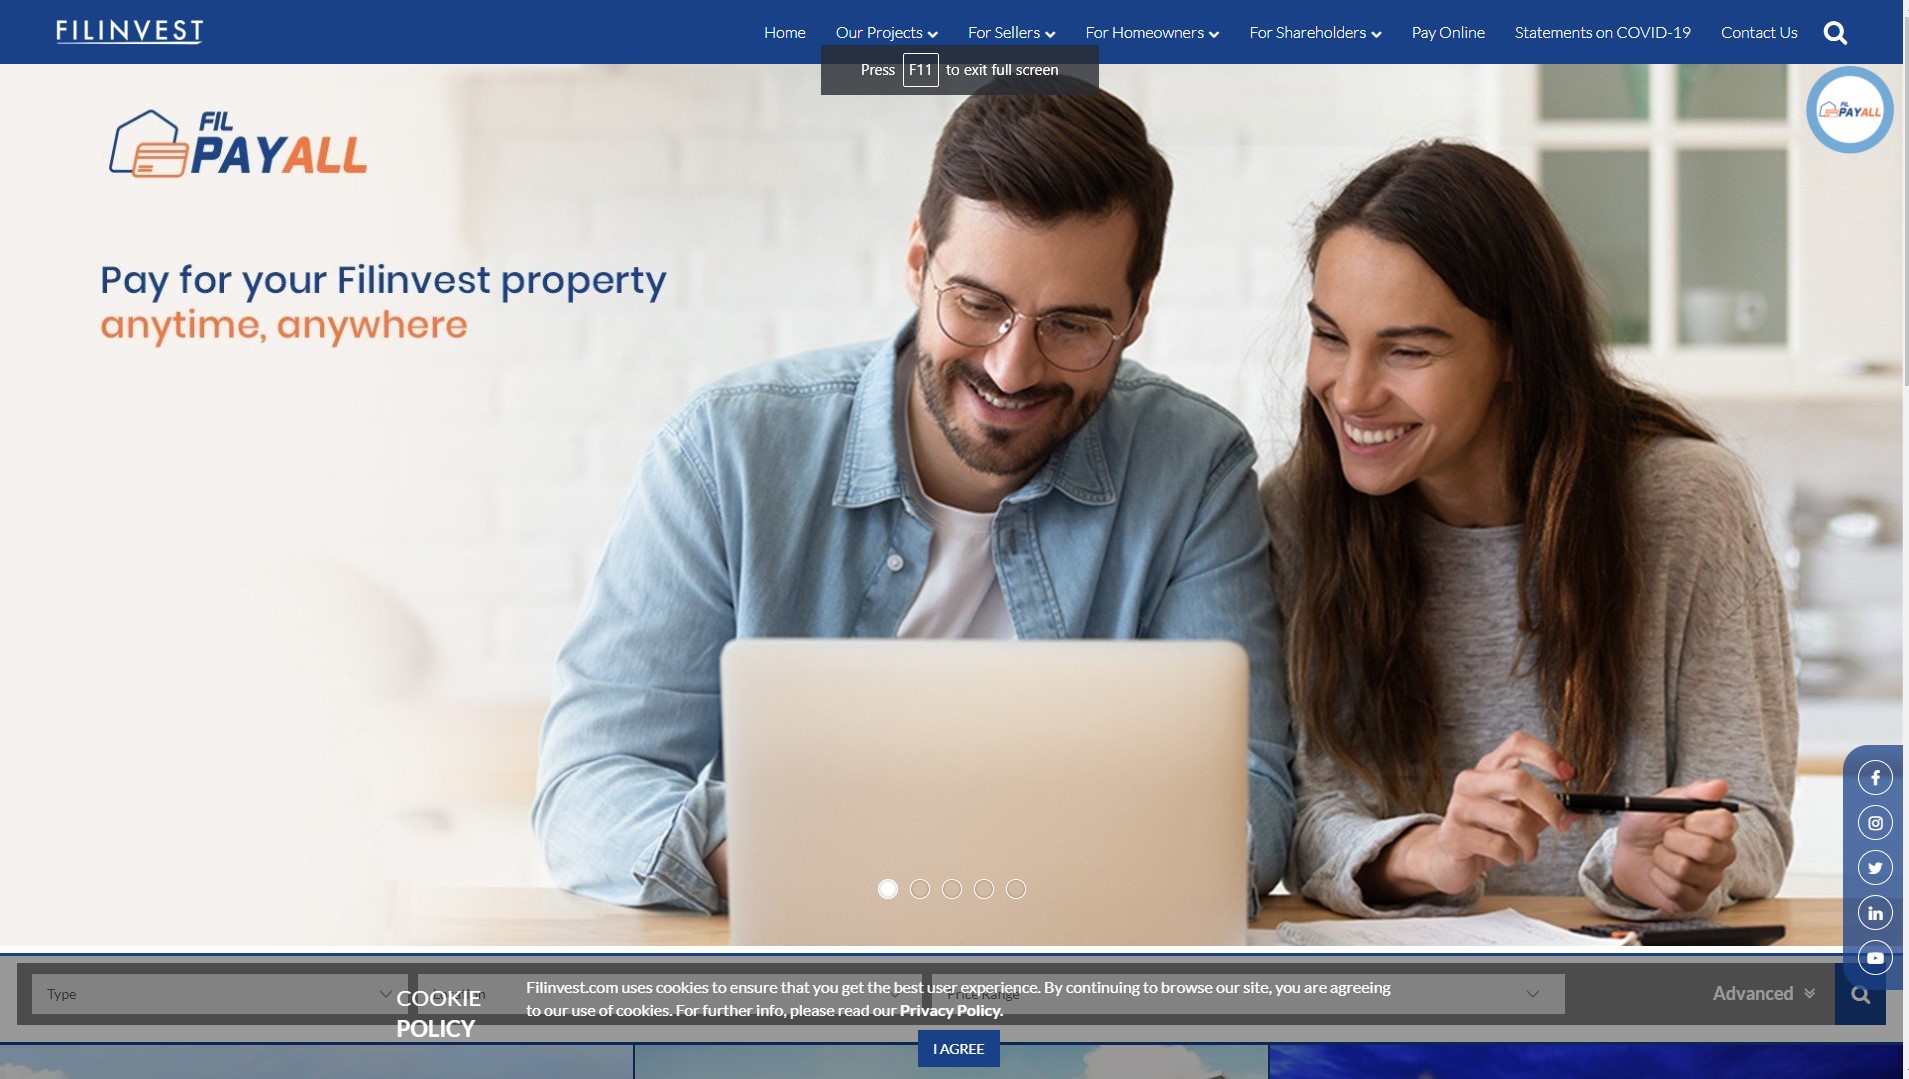 FILINVEST
Home Our Projects For Sellers For Homeowners For Shareholders Pay Online Statements on COVID-19 Contact Us
Press F11 to exit full screen
FIL
PAYALL
FIL
PAYALL
Pay for your Filinvest property
anytime, anywhere
Type
Price Range
Advanced
COOKIE
POLICY
Filinvest.com uses cookies to ensure that you get the best user experience. By continuing to browse our site, you are agreeing
to our use of cookies. For further info, please read our Privacy Policy.
I AGREE